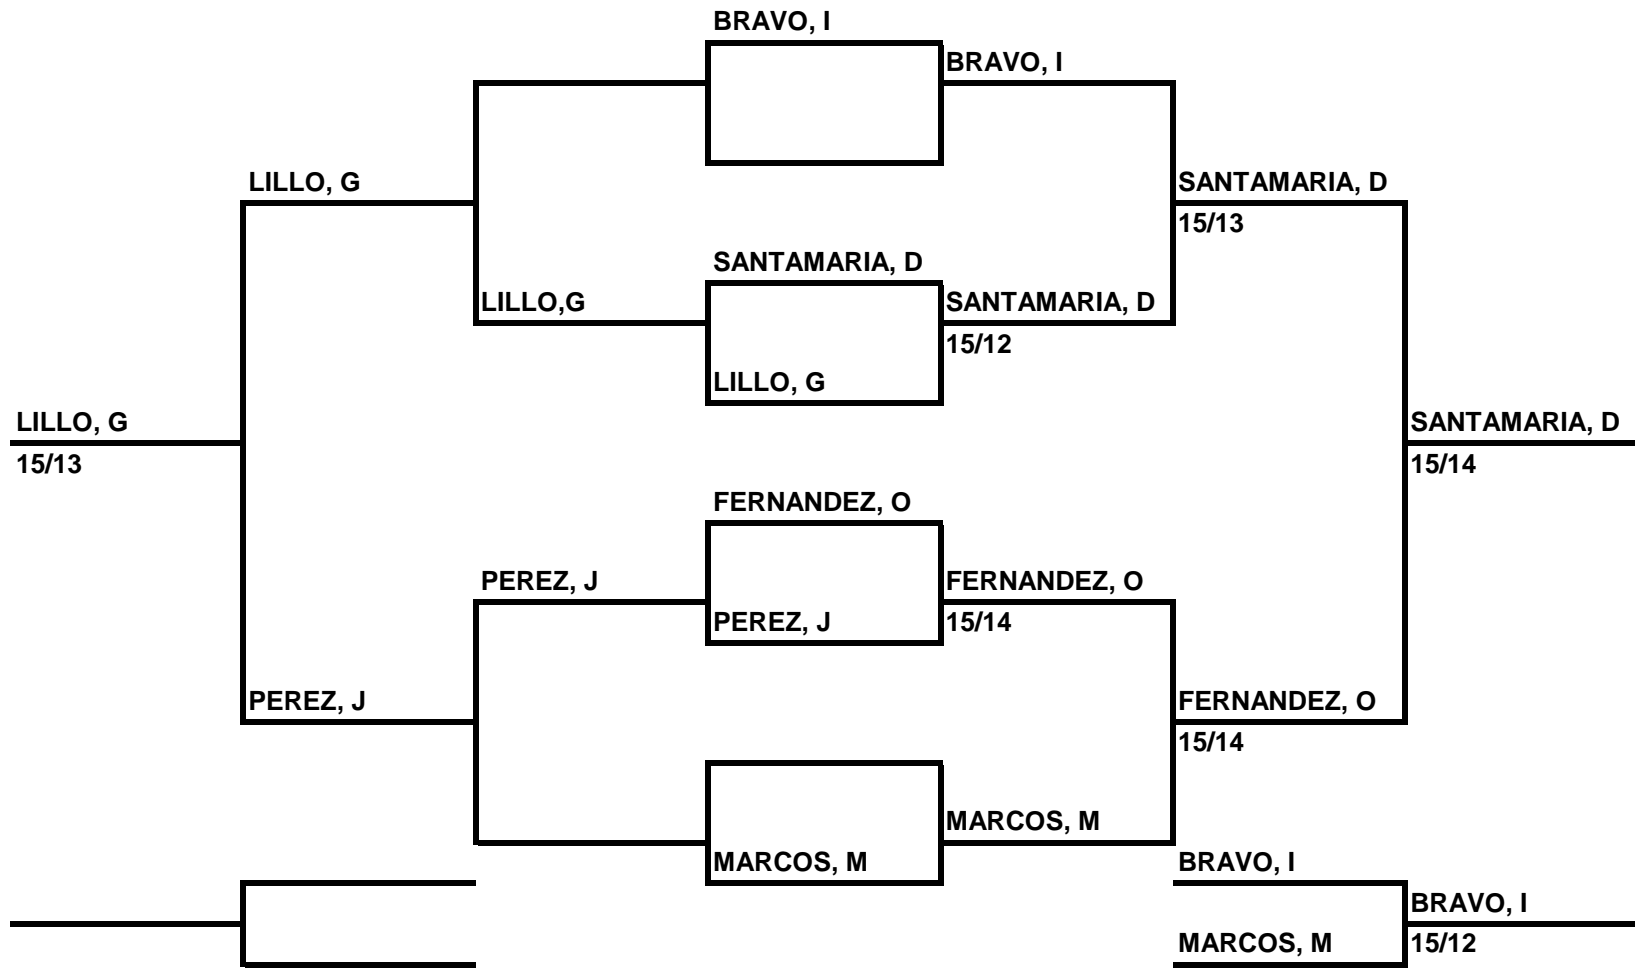 BRAVO, I
BRAVO, I
LILLO, G
SANTAMARIA, D
15/13
SANTAMARIA, D
LILLO,G
SANTAMARIA, D
15/12
LILLO, G
LILLO, G
SANTAMARIA, D
15/13
15/14
FERNANDEZ, O
PEREZ, J
FERNANDEZ, O
PEREZ, J
15/14
PEREZ, J
FERNANDEZ, O
15/14
MARCOS, M
MARCOS, M
BRAVO, I
BRAVO, I
MARCOS, M
15/12